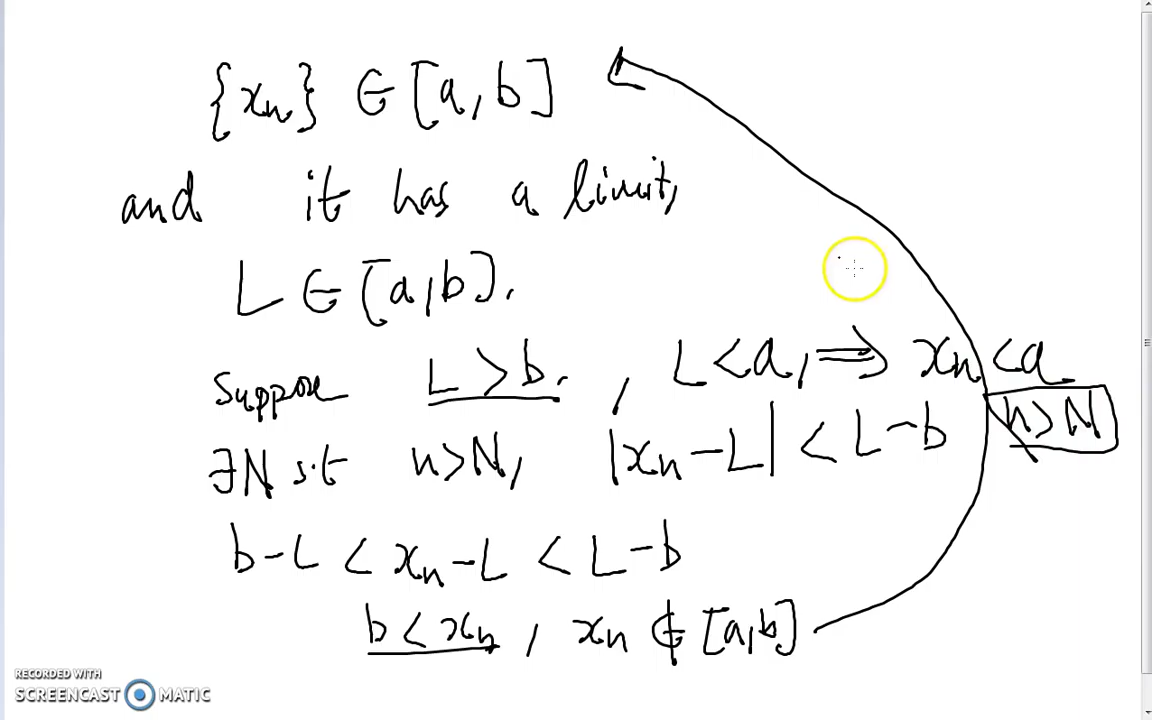 {xₙ} ∈ [a, b]
and it has a limit,
L ∈ [a, b].
Suppose L > b. , L < a, ⟹ xₙ < a
n > N
∃N s.t n > N, |xₙ - L| < L - b
b - L < xₙ - L < L - b
b < xₙ , xₙ ∉ [a, b]
RECORDED WITH
SCREENCAST MATIC